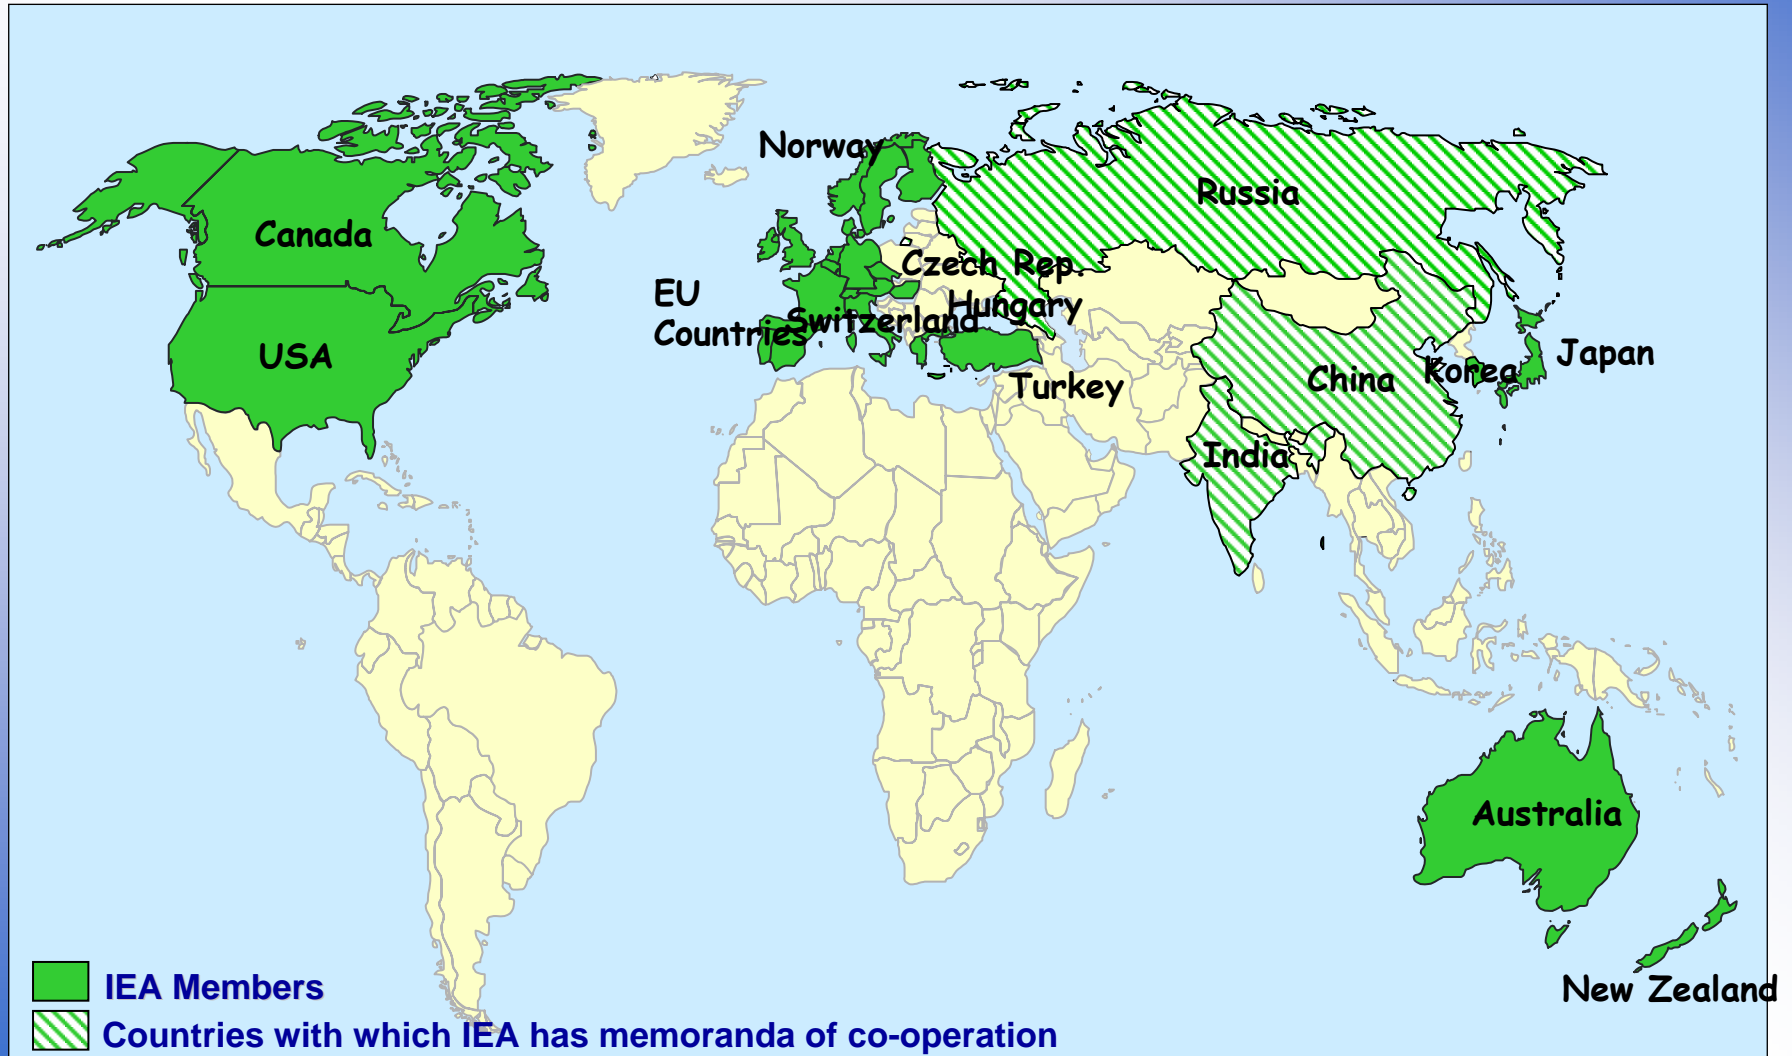 Norway
Russia
Canada
Czech Rep.
EU
Countries
Hungary
Switzerland
USA
Japan
Korea
China
Turkey
India
Australia
IEA Members
New Zealand
Countries with which IEA has memoranda of co-operation